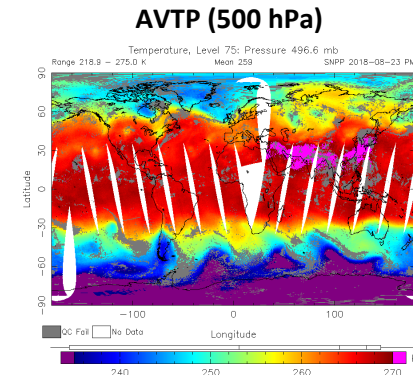 AVTP (500 hPa)
Temperature, Level 75: Pressure 496.6 mb
Range 218.9 - 275.0 K Mean 259 SNPP 2018-08-23 PM
90
60
30
0
-30
-60
-90
Latitude
-100 0 100
QC Fail No Data Longitude
240 250 260 270